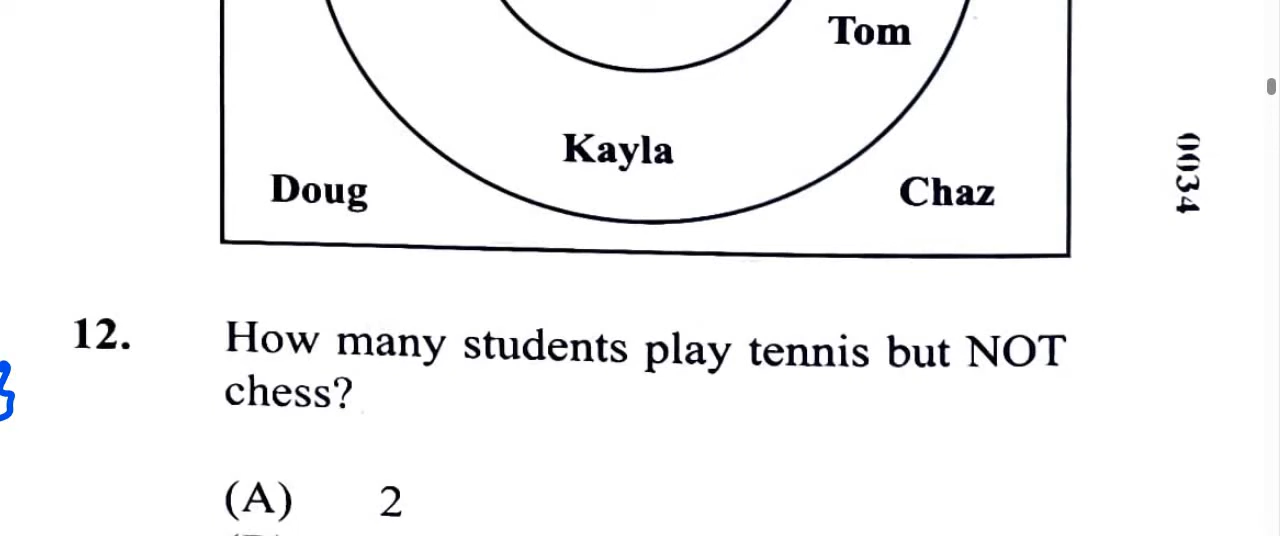 Tom
Kayla
Doug
Chaz
0034
12. How many students play tennis but NOT
chess?
(A) 2